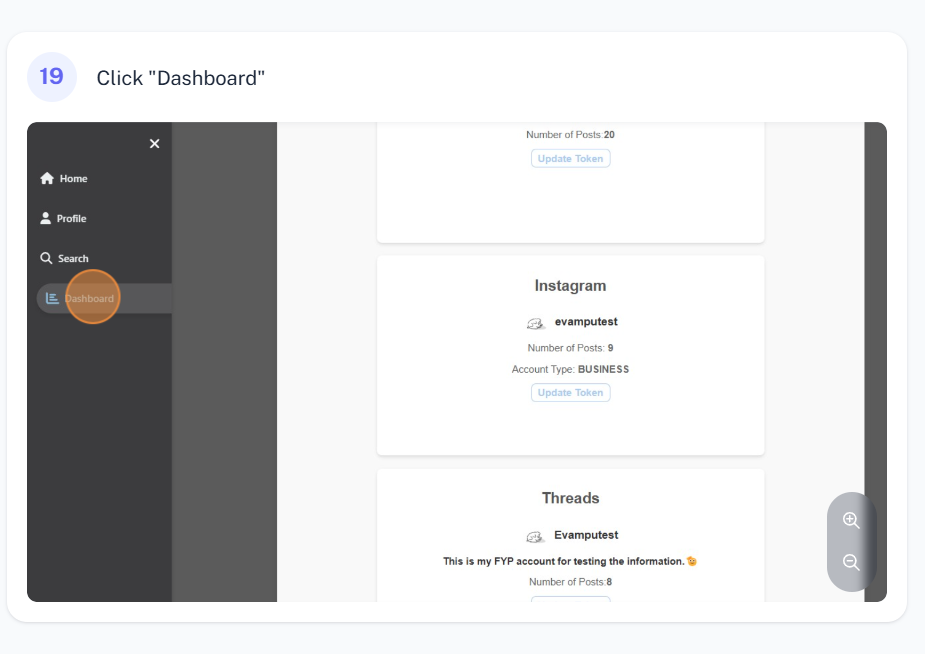 19 Click "Dashboard"
Home
Profile
Search
Dashboard
Number of Posts:20
Update Token
Instagram
evamputest
Number of Posts: 9
Account Type: BUSINESS
Update Token
Threads
Evamputest
This is my FYP account for testing the information. 🫡
Number of Posts:8